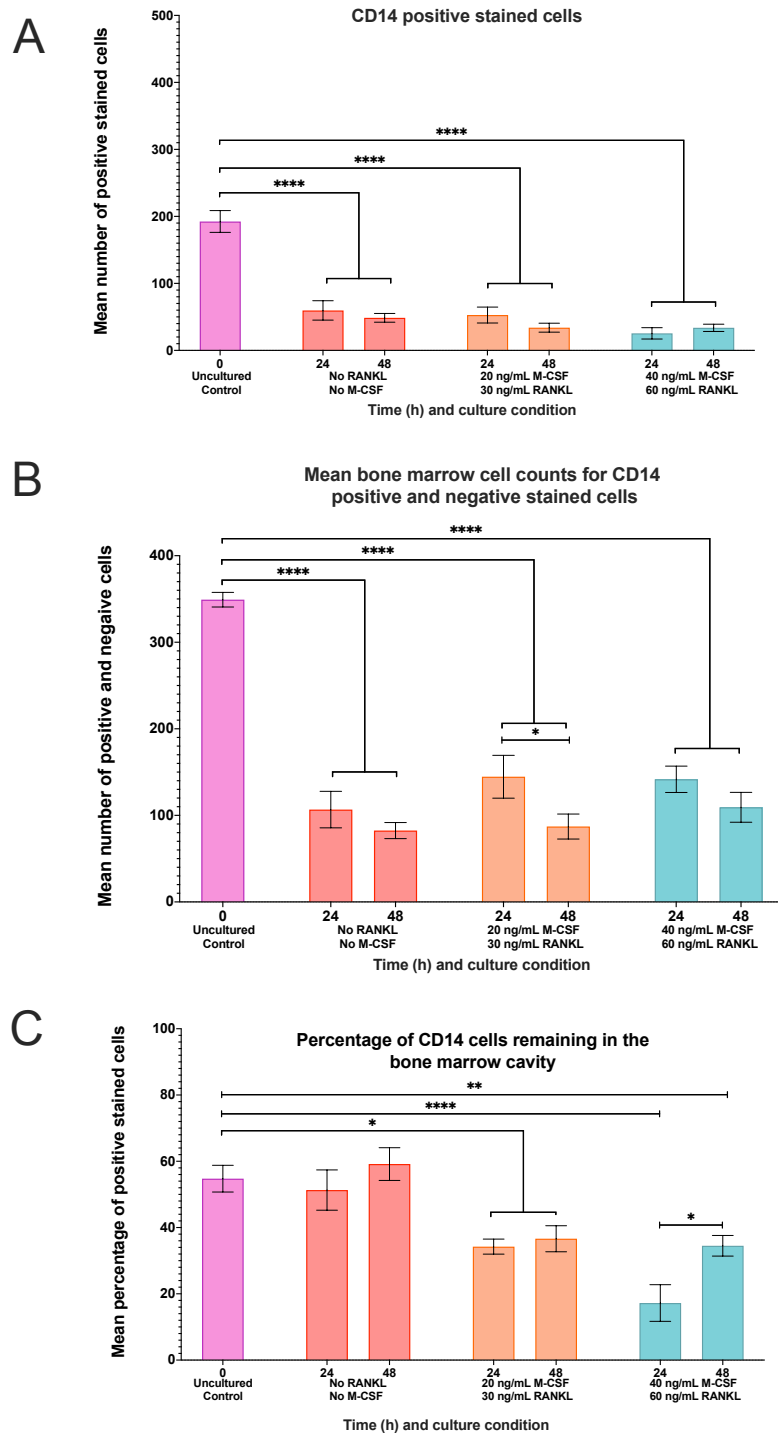 A
CD14 positive stained cells
Mean number of positive stained cells
500
400
300
200
100
0
****
****
****
0 24 48 24 48 24 48
Uncultured No RANKL 20 ng/mL M-CSF 40 ng/mL M-CSF
Control No M-CSF 30 ng/mL RANKL 60 ng/mL RANKL
Time (h) and culture condition
B
Mean bone marrow cell counts for CD14
positive and negative stained cells
Mean number of positive and negaive cells
400
300
200
100
0
****
****
****
*
0 24 48 24 48 24 48
Uncultured No RANKL 20 ng/mL M-CSF 40 ng/mL M-CSF
Control No M-CSF 30 ng/mL RANKL 60 ng/mL RANKL
Time (h) and culture condition
C
Percentage of CD14 cells remaining in the
bone marrow cavity
Mean percentage of positive stained cells
100
80
60
40
20
0
**
****
*
*
0 24 48 24 48 24 48
Uncultured No RANKL 20 ng/mL M-CSF 40 ng/mL M-CSF
Control No M-CSF 30 ng/mL RANKL 60 ng/mL RANKL
Time (h) and culture condition